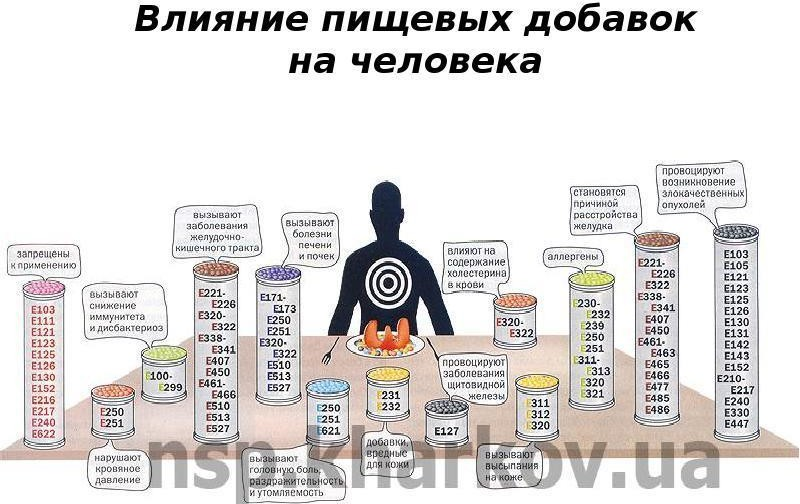 Влияние пищевых добавок
на человека
запрещены
к применению
E103
E111
E121
E123
E125
E126
E130
E152
E216
E217
E240
E622
вызывают
снижение
иммунитета
и дисбактериоз
E100-
E299
нарушают
кровяное
давление
E250
E251
вызывают
заболевания
желудочно-
кишечного тракта
E221-
E226
E320-
E322
E338-
E341
E407
E450
E461-
E466
E510
E513
E527
вызывают
болезни
печени
и почек
E171-
E173
E250
E251
E320-
E322
E510
E513
E527
вызывают
головную боль,
раздражительность
и утомляемость
E250
E251
E621
добавки,
вредные
для кожи
E231
E232
провоцируют
заболевания
щитовидной
железы
E127
влияют на
содержание
холестерина
в крови
E320-
E322
вызывают
высыпания
на коже
E311
E312
E320
аллергены
E230-
E232
E239
E250
E251
E311-
E313
E320
E321
становятся
причиной
расстройства
желудка
E221-
E226
E322
E338-
E341
E407
E450
E461-
E463
E465
E466
E477
E485
E486
провоцируют
возникновение
злокачественных
опухолей
E103
E105
E121
E123
E125
E126
E130
E131
E142
E143
E152
E210-
E217
E240
E330
E447
nsp.kharkov.ua